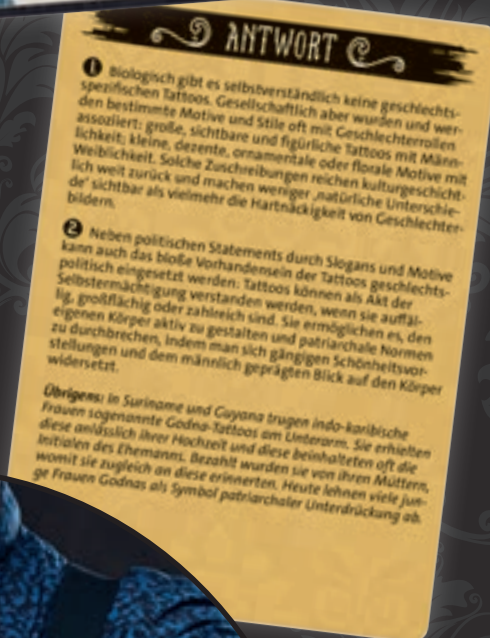 ANTWORT
1 Biologisch gibt es selbstverständlich keine geschlechts-
spezifischen Tattoos. Gesellschaftlich aber wurden und wer-
den bestimmte Motive und Stile oft mit Geschlechterrollen
assoziiert: große, sichtbare und figürliche Tattoos mit Männ-
lichkeit; kleine, dezente, ornamentale oder florale Motive mit
Weiblichkeit. Solche Zuschreibungen reichen kulturgeschicht-
lich weit zurück und machen weniger ‚natürliche Unterschie-
de‘ sichtbar als vielmehr die Hartnäckigkeit von Geschlechter-
bildern.
2 Neben politischen Statements durch Slogans und Motive
kann auch das bloße Vorhandensein der Tattoos geschlechts-
politisch eingesetzt werden: Tattoos können als Akt der
Selbstermächtigung verstanden werden, wenn sie auffäl-
lig, großflächig oder zahlreich sind. Sie ermöglichen es, den
eigenen Körper aktiv zu gestalten und patriarchale Normen
zu durchbrechen, indem man sich gängigen Schönheitsvor-
stellungen und dem männlich geprägten Blick auf den Körper
widersetzt.
Übrigens: In Suriname und Guyana trugen indo-karibische
Frauen sogenannte Godna-Tattoos am Unterarm. Sie erhielten
diese anlässlich ihrer Hochzeit und diese beinhalteten oft die
Initialen des Ehemanns. Bezahlt wurden sie von ihren Müttern,
womit sie zugleich an diese erinnerten. Heute lehnen viele jun-
ge Frauen Godnas als Symbol patriarchaler Unterdrückung ab.